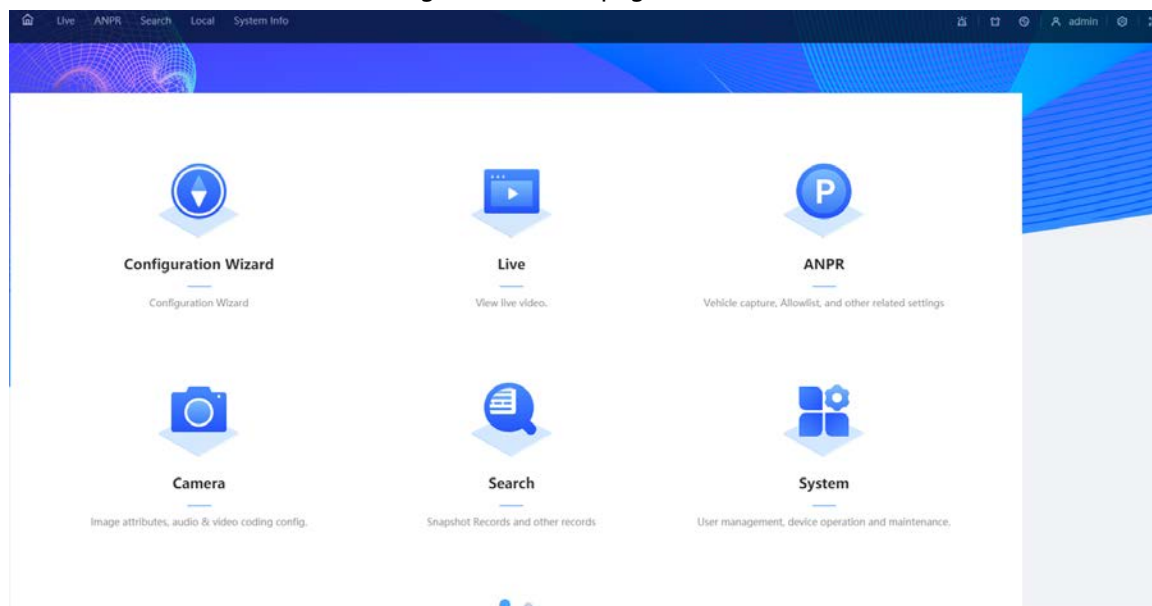 Live ANPR Search Local System Info admin
P
Configuration Wizard Live ANPR
Configuration Wizard View live video. Vehicle capture, Allowlist, and other related settings
Camera Search System
Image attributes, audio & video coding config. Snapshot Records and other records User management, device operation and maintenance.